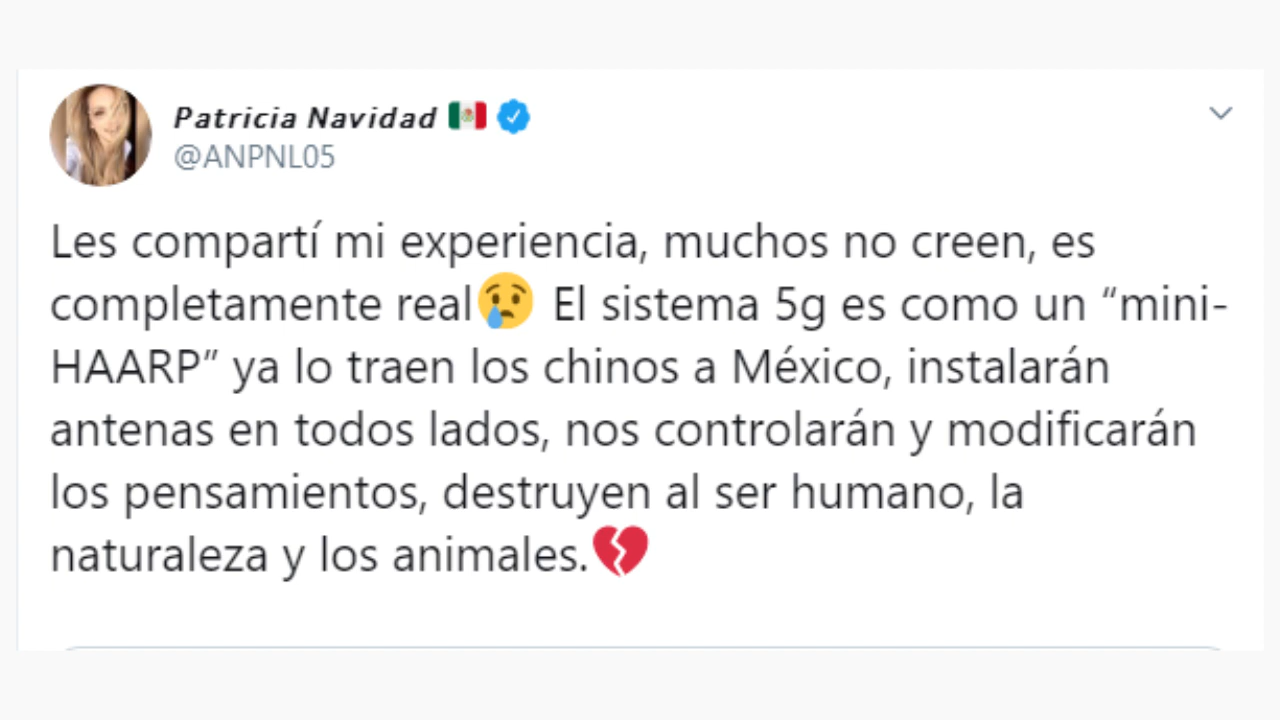 Patricia Navidad 🇲🇽
@ANPNL05
Les compartí mi experiencia, muchos no creen, es
completamente real😢 El sistema 5g es como un “mini-
HAARP” ya lo traen los chinos a México, instalarán
antenas en todos lados, nos controlarán y modificarán
los pensamientos, destruyen al ser humano, la
naturaleza y los animales.💔